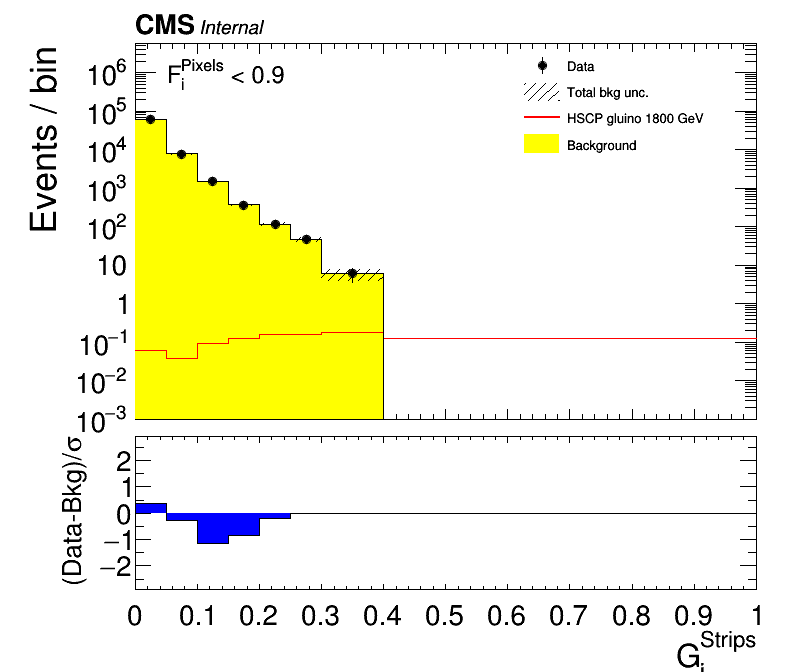 CMS Internal
F_i^Pixels < 0.9
Data
Total bkg unc.
HSCP gluino 1800 GeV
Background
Events / bin
10^6
10^5
10^4
10^3
10^2
10
1
10^−1
10^−2
10^−3
(Data-Bkg)/σ
2
1
0
−1
−2
0 0.1 0.2 0.3 0.4 0.5 0.6 0.7 0.8 0.9 1
G_i^Strips